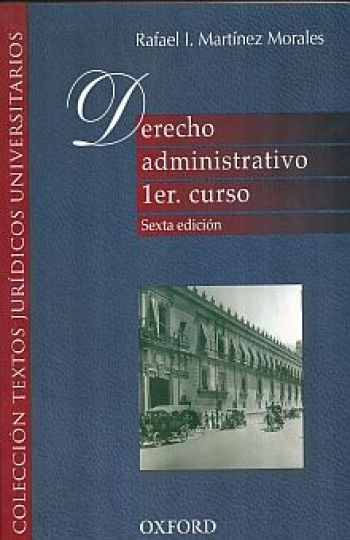 Rafael I. Martínez Morales
Derecho
administrativo
1er. curso
Sexta edición
COLECCIÓN TEXTOS JURÍDICOS UNIVERSITARIOS
OXFORD